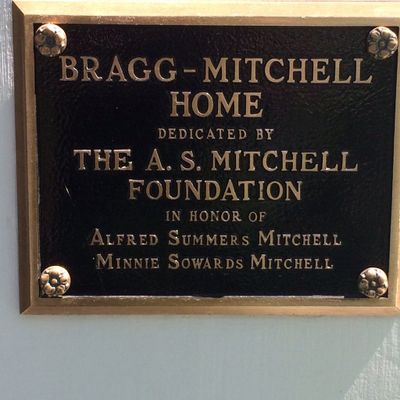 BRAGG-MITCHELL
HOME
DEDICATED BY
THE A. S. MITCHELL
FOUNDATION
IN HONOR OF
ALFRED SUMMERS MITCHELL
MINNIE SOWARDS MITCHELL